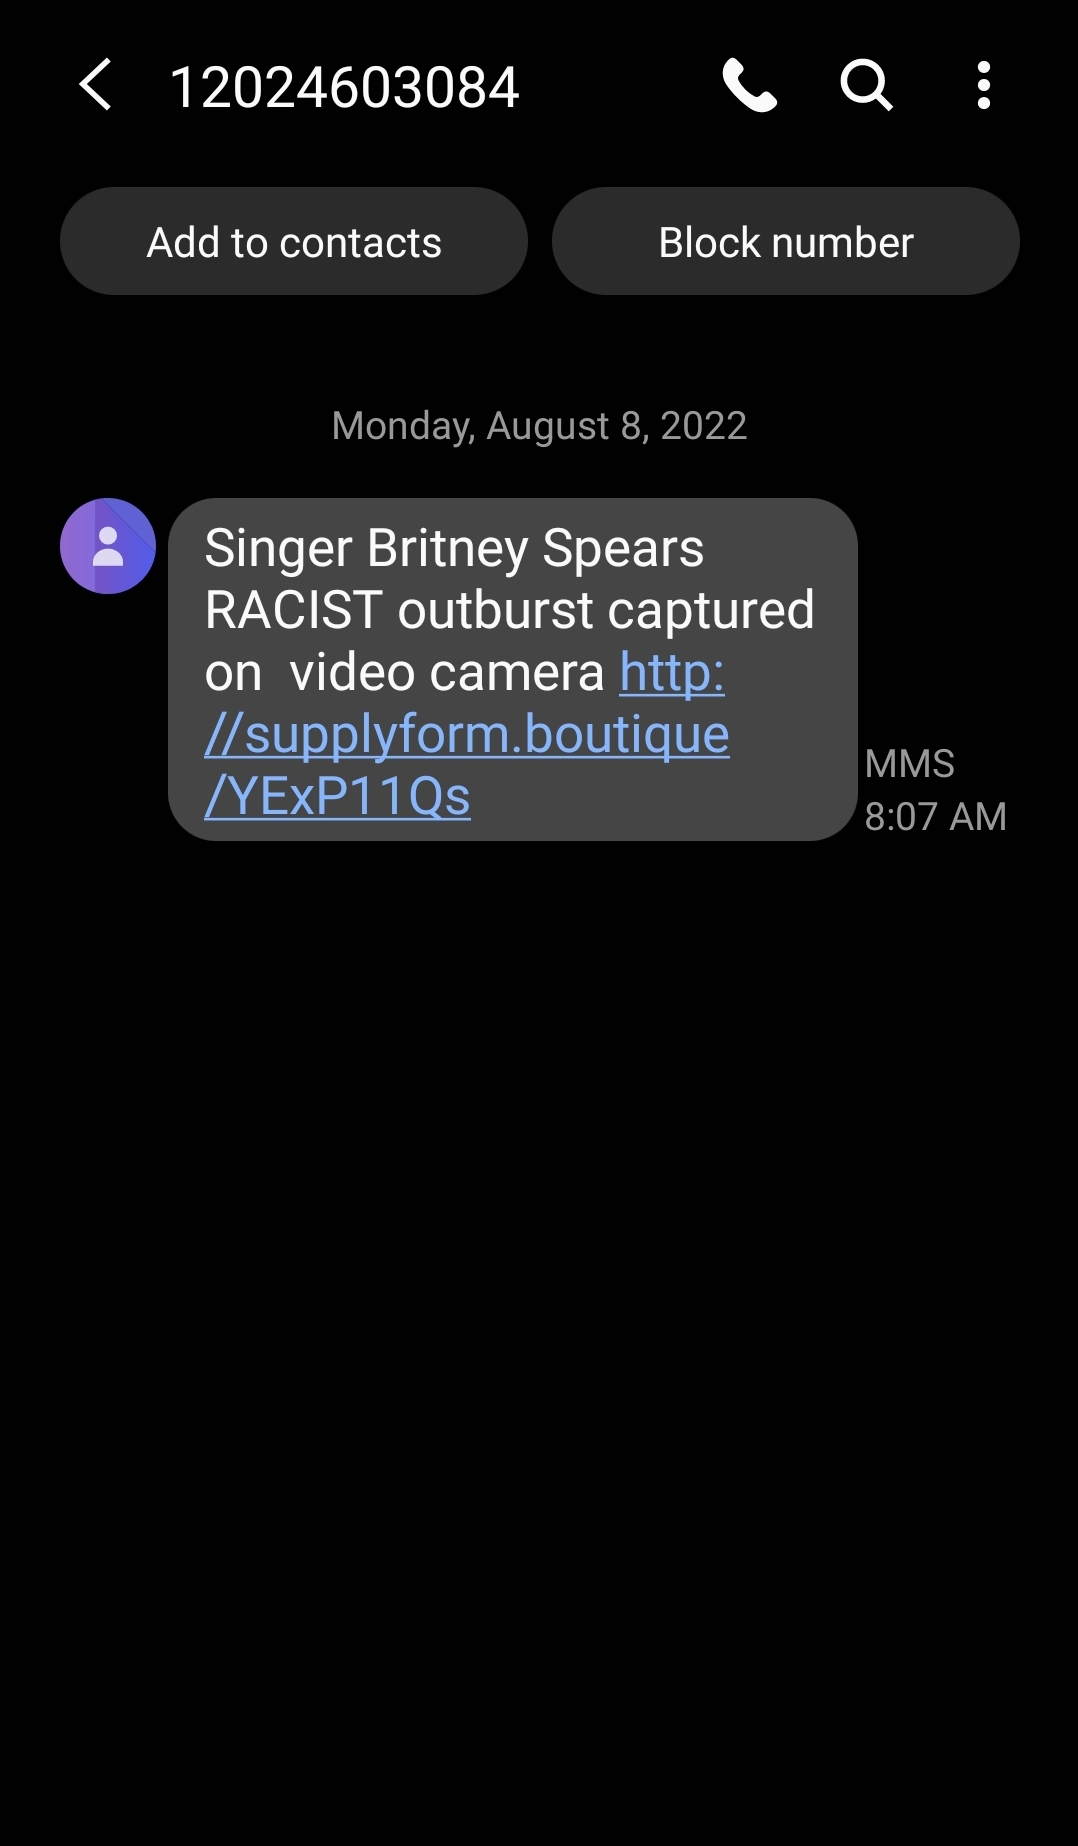 12024603084
Add to contacts
Block number
Monday, August 8, 2022
Singer Britney Spears
RACIST outburst captured
on  video camera http:
//supplyform.boutique
/YExP11Qs
MMS
8:07 AM